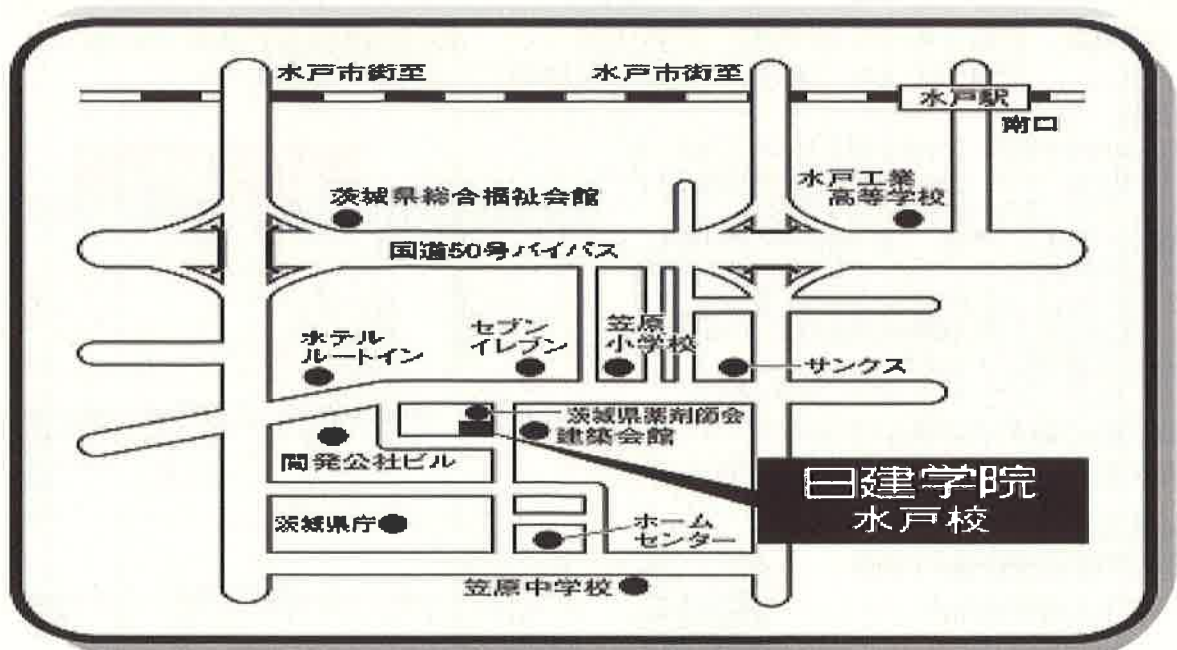 水戸市街至
水戸市街至
水戸駅
南口
水戸工業
高等学校
茨城県総合福祉会館
国道50号バイパス
ホテル
ルートイン
セブン
イレブン
笠原
小学校
サンクス
茨城県薬剤師会
建築会館
開発公社ビル
日建学院
水戸校
茨城県庁
ホーム
センター
笠原中学校